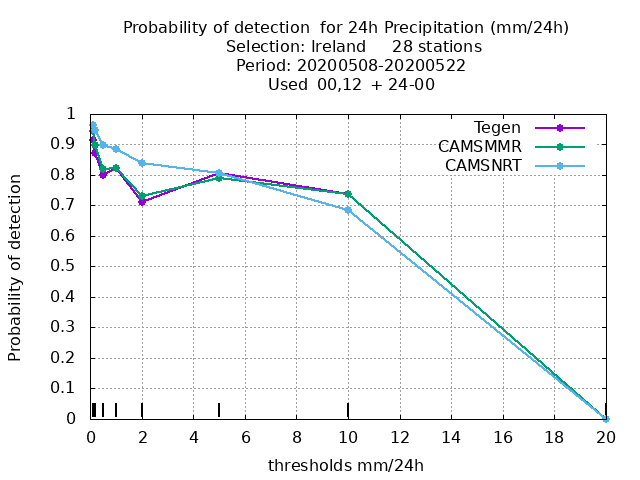 Probability of detection  for 24h Precipitation (mm/24h)
Selection: Ireland     28 stations
Period: 20200508-20200522
Used  00,12  + 24-00
Tegen
CAMSMMR
CAMSNRT
Probability of detection
1
0.9
0.8
0.7
0.6
0.5
0.4
0.3
0.2
0.1
0
0 2 4 6 8 10 12 14 16 18 20
thresholds mm/24h